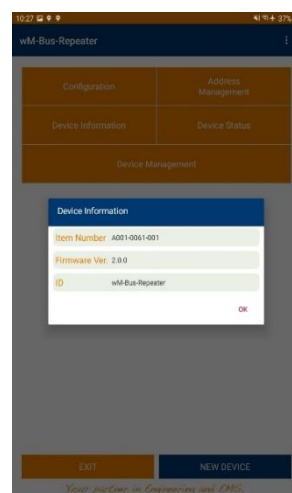 10:27
37%
wM-Bus-Repeater
Configuration
Address
Management
Device Information
Device Status
Device Management
Device Information
Item Number A001-0061-001
Firmware Ver. 2.0.0
ID wM-Bus-Repeater
OK
EXIT
NEW DEVICE
Your partner in Engineering and EMS.